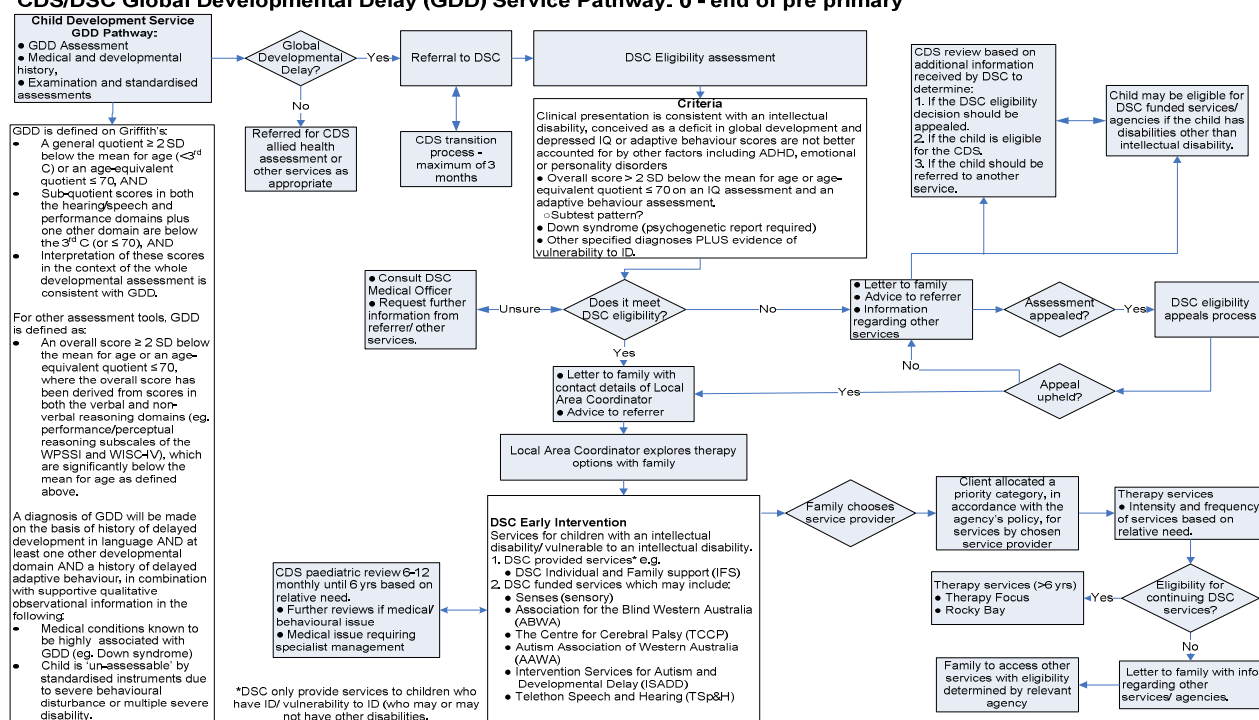 CDS/DSC Global Developmental Delay (GDD) Service Pathway: 0 - end of pre primary
Child Development Service
GDD Pathway:
● GDD Assessment
● Medical and developmental
history,
● Examination and standardised
assessments
Global
Developmental
Delay?
Yes
No
Referred for CDS
allied health
assessment or
other services as
appropriate
Referral to DSC
CDS transition
process -
maximum of 3
months
DSC Eligibility assessment
Criteria
Clinical presentation is consistent with an intellectual
disability, conceived as a deficit in global development and
depressed IQ or adaptive behaviour scores are not better
accounted for by other factors including ADHD, emotional
or personality disorders
● Overall score > 2 SD below the mean for age or age-
equivalent quotient ≤ 70 on an IQ assessment and an
adaptive behaviour assessment.
○Subtest pattern?
● Down syndrome (psychogenetic report required)
● Other specified diagnoses PLUS evidence of
vulnerability to ID.
CDS review based on
additional information
received by DSC to
determine:
1. If the DSC eligibility
decision should be
appealed.
2. If the child is eligible
for the CDS.
3. If the child should be
referred to another
service.
Child may be eligible for
DSC funded services/
agencies if the child has
disabilities other than
intellectual disability.
GDD is defined on Griffith's:
● A general quotient ≥ 2 SD
below the mean for age (<3rd
C) or an age-equivalent
quotient ≤ 70, AND
● Sub-quotient scores in both
the hearing/speech and
performance domains plus
one other domain are below
the 3rd C (or ≤ 70), AND
● Interpretation of these scores
in the context of the whole
developmental assessment is
consistent with GDD.
For other assessment tools, GDD
is defined as:
● An overall score ≥ 2 SD below
the mean for age or an age-
equivalent quotient ≤ 70,
where the overall score has
been derived from scores in
both the verbal and non-
verbal reasoning domains (eg.
performance/perceptual
reasoning subscales of the
WPSSI and WISC-IV), which
are significantly below the
mean for age as defined
above.
A diagnosis of GDD will be made
on the basis of history of delayed
development in language AND at
least one other developmental
domain AND a history of delayed
adaptive behaviour, in combination
with supportive qualitative
observational information in the
following:
● Medical conditions known to
be highly associated with
GDD (eg. Down syndrome)
● Child is 'un-assessable' by
standardised instruments due
to severe behavioural
disturbance or multiple severe
disability.
● Consult DSC
Medical Officer
● Request further
information from
referrer/ other
services.
Unsure
Does it meet
DSC eligibility?
No
Yes
● Letter to family
● Advice to referrer
● Information
regarding other
services
Assessment
appealed?
Yes
DSC eligibility
appeals process
No
Appeal
upheld?
Yes
● Letter to family with
contact details of Local
Area Coordinator
● Advice to referrer
Local Area Coordinator explores therapy
options with family
DSC Early Intervention
Services for children with an intellectual
disability/ vulnerable to an intellectual disability.
1. DSC provided services* e.g.
● DSC Individual and Family support (IFS)
2. DSC funded services which may include:
● Senses (sensory)
● Association for the Blind Western Australia
(ABWA)
● The Centre for Cerebral Palsy (TCCP)
● Autism Association of Western Australia
(AAWA)
● Intervention Services for Autism and
Developmental Delay (ISADD)
● Telethon Speech and Hearing (TSp&H)
CDS paediatric review 6-12
monthly until 6 yrs based on
relative need.
● Further reviews if medical/
behavioural issue
● Medical issue requiring
specialist management
*DSC only provide services to children who
have ID/ vulnerability to ID (who may or may
not have other disabilities.
Family chooses
service provider
Client allocated a
priority category, in
accordance with the
agency's policy, for
services by chosen
service provider
Therapy services
● Intensity and frequency
of services based on
relative need.
Eligibility for
continuing DSC
services?
Yes
Therapy services (>6 yrs)
● Therapy Focus
● Rocky Bay
No
Letter to family with info
regarding other
services/ agencies.
Family to access other
services with eligibility
determined by relevant
agency